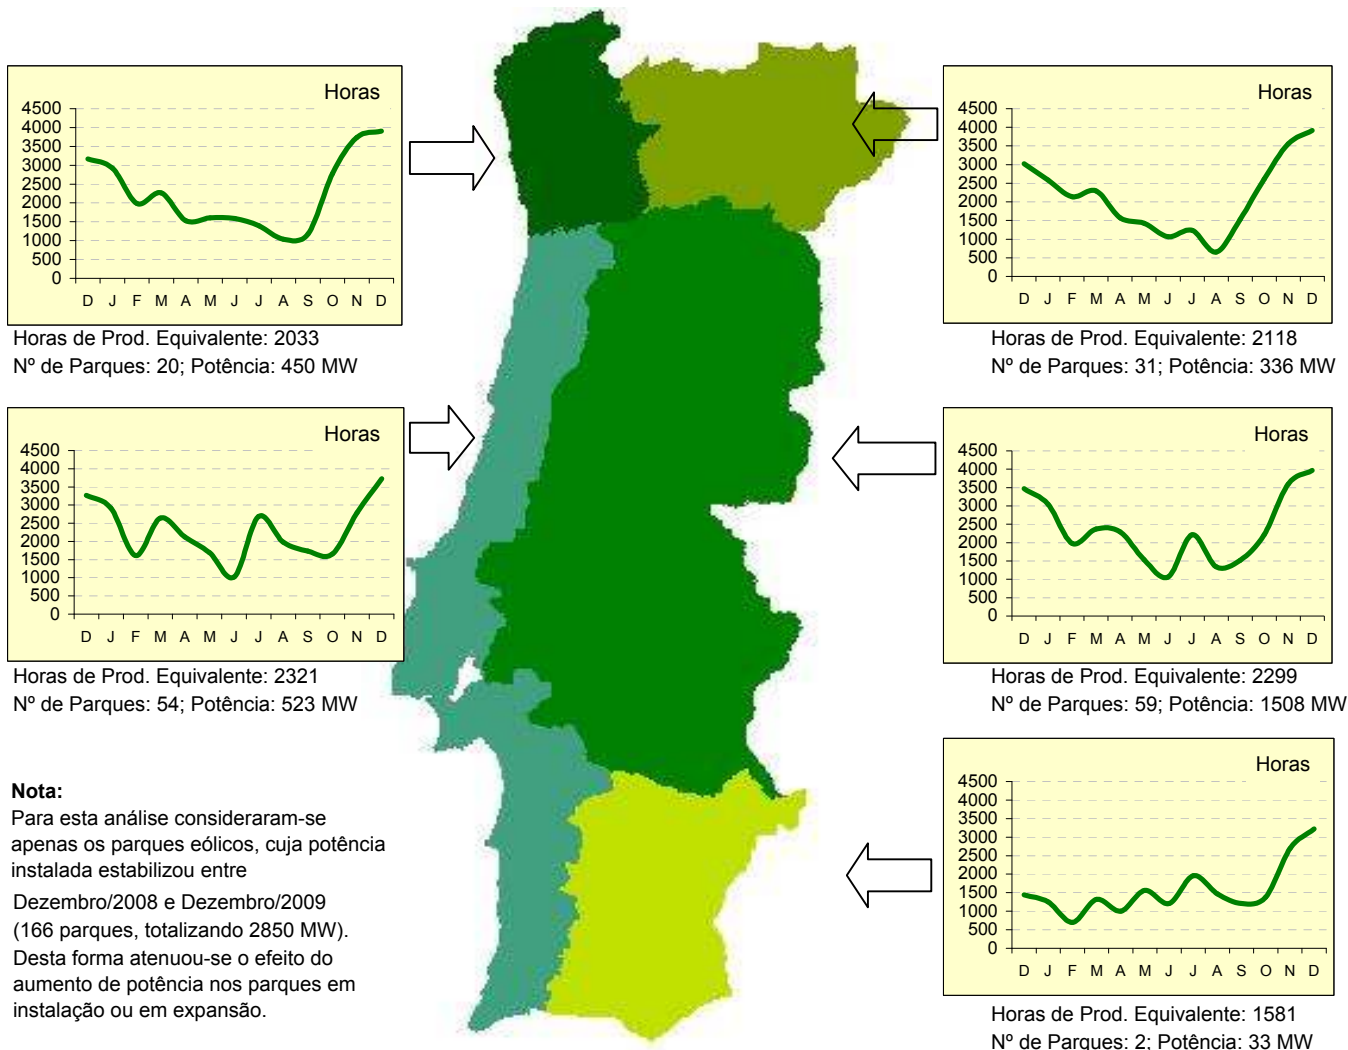 Horas
4500
4000
3500
3000
2500
2000
1500
1000
500
0
D J F M A M J J A S O N D
Horas de Prod. Equivalente: 2033
Nº de Parques: 20; Potência: 450 MW
Horas
4500
4000
3500
3000
2500
2000
1500
1000
500
0
D J F M A M J J A S O N D
Horas de Prod. Equivalente: 2118
Nº de Parques: 31; Potência: 336 MW
Horas
4500
4000
3500
3000
2500
2000
1500
1000
500
0
D J F M A M J J A S O N D
Horas de Prod. Equivalente: 2321
Nº de Parques: 54; Potência: 523 MW
Horas
4500
4000
3500
3000
2500
2000
1500
1000
500
0
D J F M A M J J A S O N D
Horas de Prod. Equivalente: 2299
Nº de Parques: 59; Potência: 1508 MW
Nota:
Para esta análise consideraram-se
apenas os parques eólicos, cuja potência
instalada estabilizou entre
Dezembro/2008 e Dezembro/2009
(166 parques, totalizando 2850 MW).
Desta forma atenuou-se o efeito do
aumento de potência nos parques em
instalação ou em expansão.
Horas
4500
4000
3500
3000
2500
2000
1500
1000
500
0
D J F M A M J J A S O N D
Horas de Prod. Equivalente: 1581
Nº de Parques: 2; Potência: 33 MW